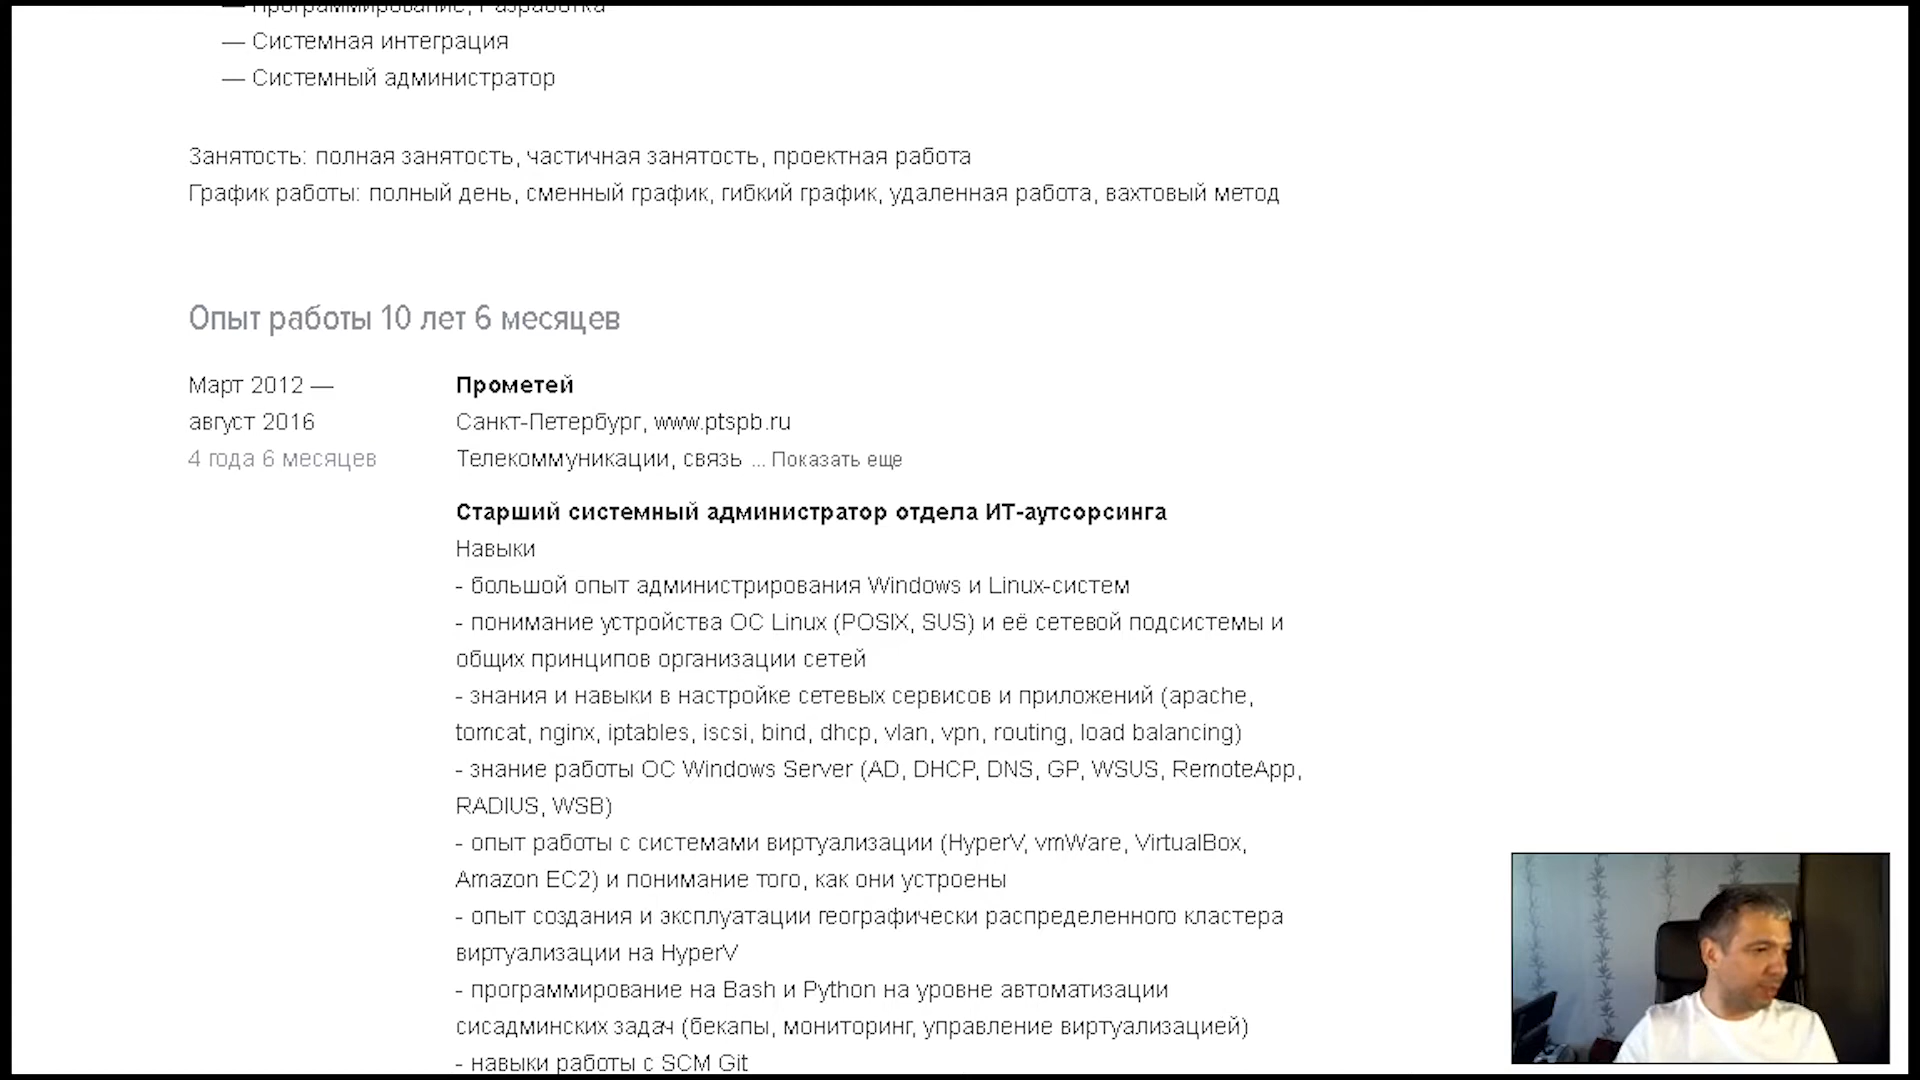 — Программирование, Разработка
— Системная интеграция
— Системный администратор
Занятость: полная занятость, частичная занятость, проектная работа
График работы: полный день, сменный график, гибкий график, удаленная работа, вахтовый метод
Опыт работы 10 лет 6 месяцев
Март 2012 —
август 2016
4 года 6 месяцев
Прометей
Санкт-Петербург, www.ptspb.ru
Телекоммуникации, связь ... Показать еще
Старший системный администратор отдела ИТ-аутсорсинга
Навыки
- большой опыт администрирования Windows и Linux-систем
- понимание устройства ОС Linux (POSIX, SUS) и её сетевой подсистемы и
общих принципов организации сетей
- знания и навыки в настройке сетевых сервисов и приложений (apache,
tomcat, nginx, iptables, iscsi, bind, dhcp, vlan, vpn, routing, load balancing)
- знание работы ОС Windows Server (AD, DHCP, DNS, GP, WSUS, RemoteApp,
RADIUS, WSB)
- опыт работы с системами виртуализации (HyperV, vmWare, VirtualBox,
Amazon EC2) и понимание того, как они устроены
- опыт создания и эксплуатации географически распределенного кластера
виртуализации на HyperV
- программирование на Bash и Python на уровне автоматизации
сисадминских задач (бекапы, мониторинг, управление виртуализацией)
- навыки работы с SCM Git